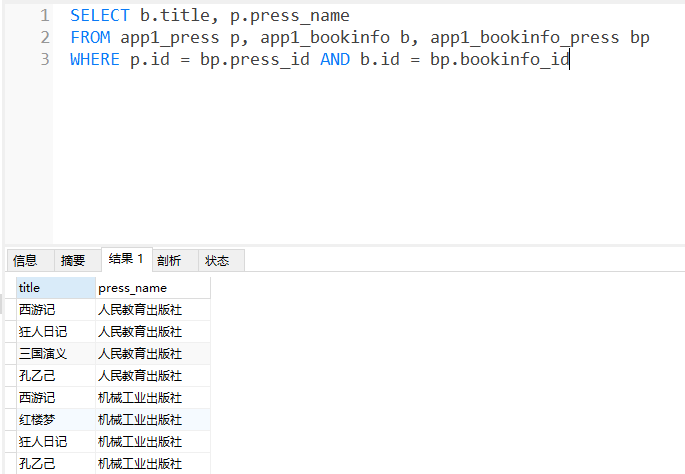 1 SELECT b.title, p.press_name
2 FROM app1_press p, app1_bookinfo b, app1_bookinfo_press bp
3 WHERE p.id = bp.press_id AND b.id = bp.bookinfo_id
信息 摘要 结果 1 剖析 状态
title press_name
西游记 人民教育出版社
狂人日记 人民教育出版社
三国演义 人民教育出版社
孔乙己 人民教育出版社
西游记 机械工业出版社
红楼梦 机械工业出版社
狂人日记 机械工业出版社
孔乙己 机械工业出版社